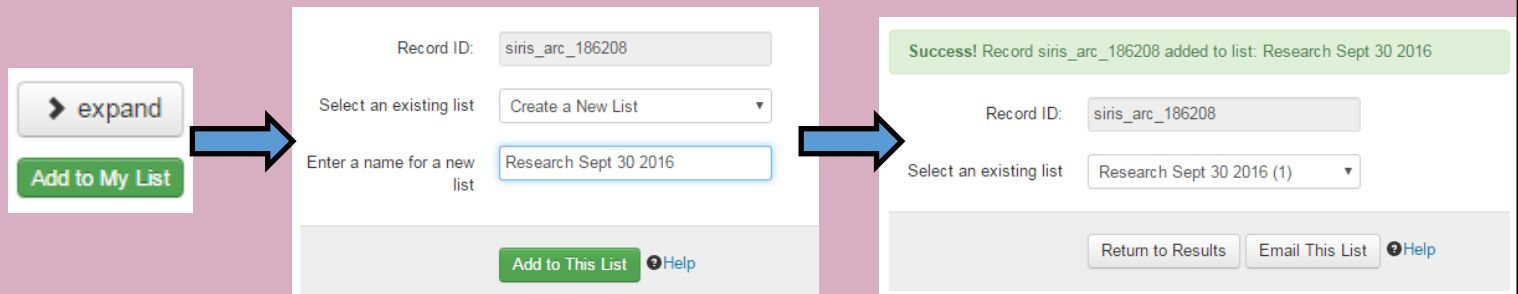 expand
Add to My List
Record ID: siris_arc_186208
Select an existing list Create a New List
Enter a name for a new list Research Sept 30 2016
Add to This List Help
Success! Record siris_arc_186208 added to list: Research Sept 30 2016
Record ID: siris_arc_186208
Select an existing list Research Sept 30 2016 (1)
Return to Results Email This List Help